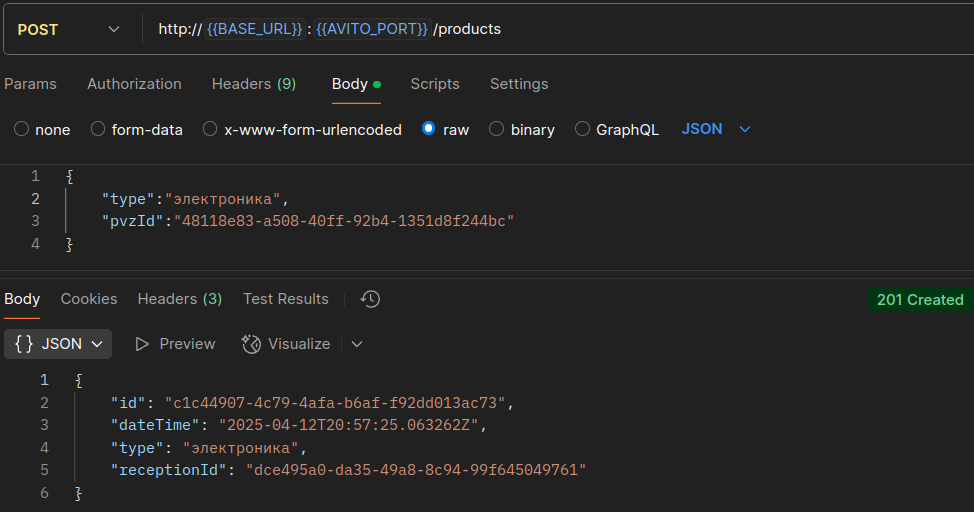 POST http://{{BASE_URL}}:{{AVITO_PORT}}/products
Params Authorization Headers (9) Body Scripts Settings
none form-data x-www-form-urlencoded raw binary GraphQL JSON
1 {
2 "type":"электроника",
3 "pvzId":"48118e83-a508-40ff-92b4-1351d8f244bc"
4 }
Body Cookies Headers (3) Test Results 201 Created
{} JSON Preview Visualize
1 {
2 "id": "c1c44907-4c79-4afa-b6af-f92dd013ac73",
3 "dateTime": "2025-04-12T20:57:25.063262Z",
4 "type": "электроника",
5 "receptionId": "dce495a0-da35-49a8-8c94-99f645049761"
6 }